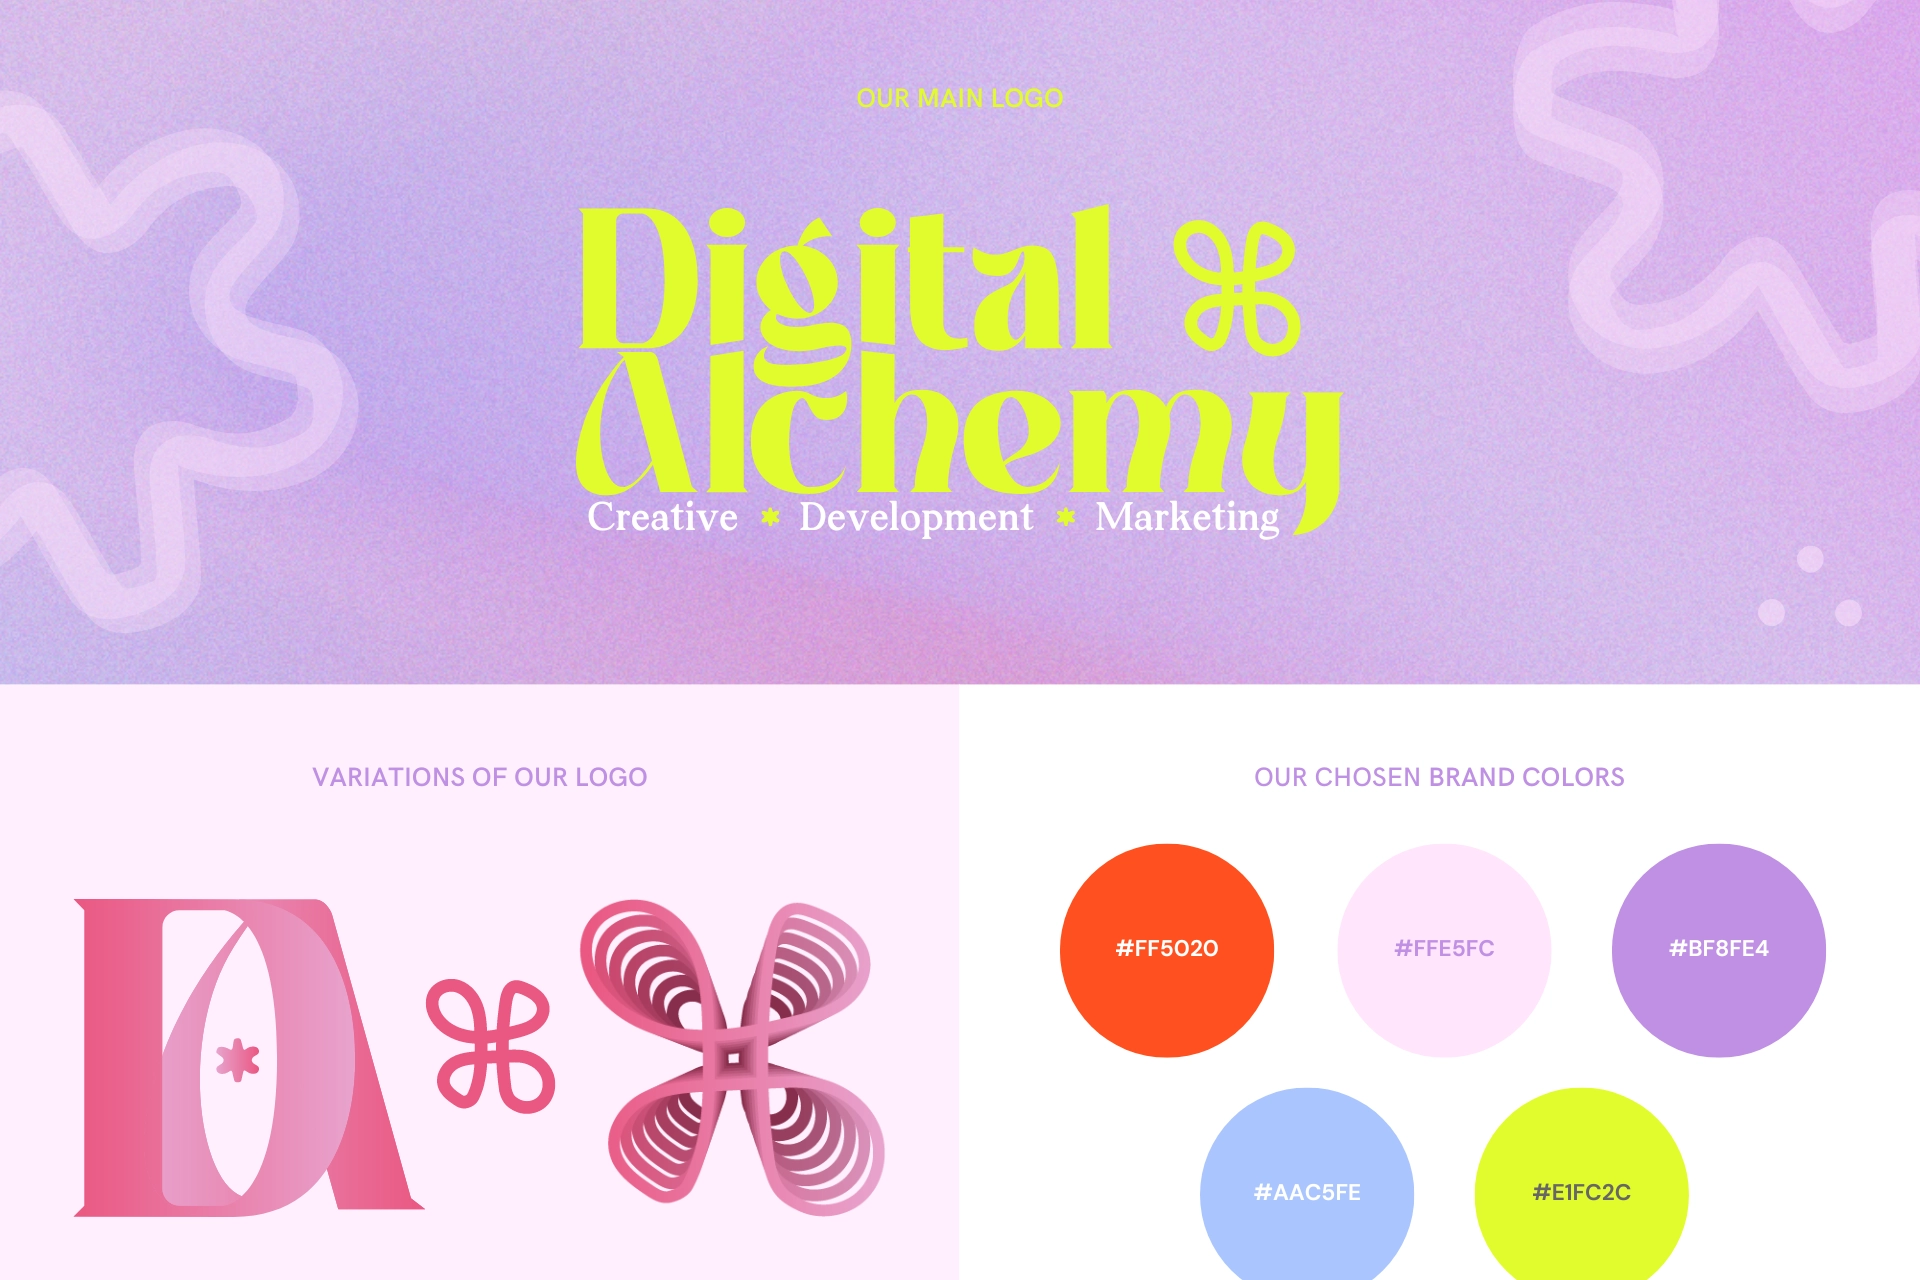 OUR MAIN LOGO
Digital
Alchemy
Creative * Development * Marketing
VARIATIONS OF OUR LOGO
OUR CHOSEN BRAND COLORS
DA
#FF5020
#FFE5FC
#BF8FE4
#AAC5FE
#E1FC2C